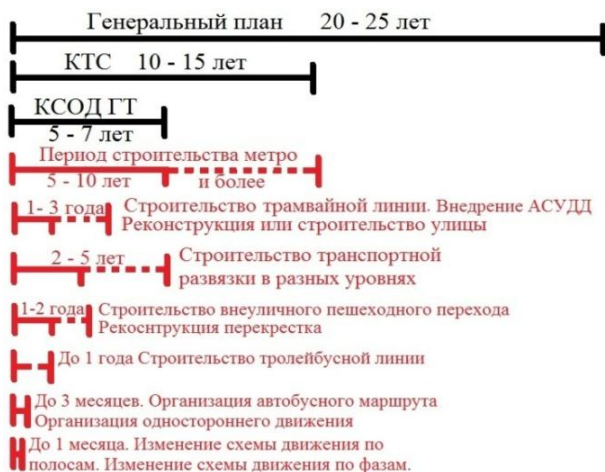 Генеральный план 20 - 25 лет
КТС 10 - 15 лет
КСОД ГТ
5 - 7 лет
Период строительства метро
5 - 10 лет и более
1- 3 года Строительство трамвайной линии. Внедрение АСУДД
Реконструкция или строительство улицы
2 - 5 лет Строительство транспортной
развязки в разных уровнях
1-2 года Строительство внеуличного пешеходного перехода
Рекоснтрукция перекрестка
До 1 года Строительство тролейбусной линии
До 3 месяцев. Организация автобусного маршрута
Организация одностороннего движения
До 1 месяца. Изменение схемы движения по
полосам. Изменение схемы движения по фазам.